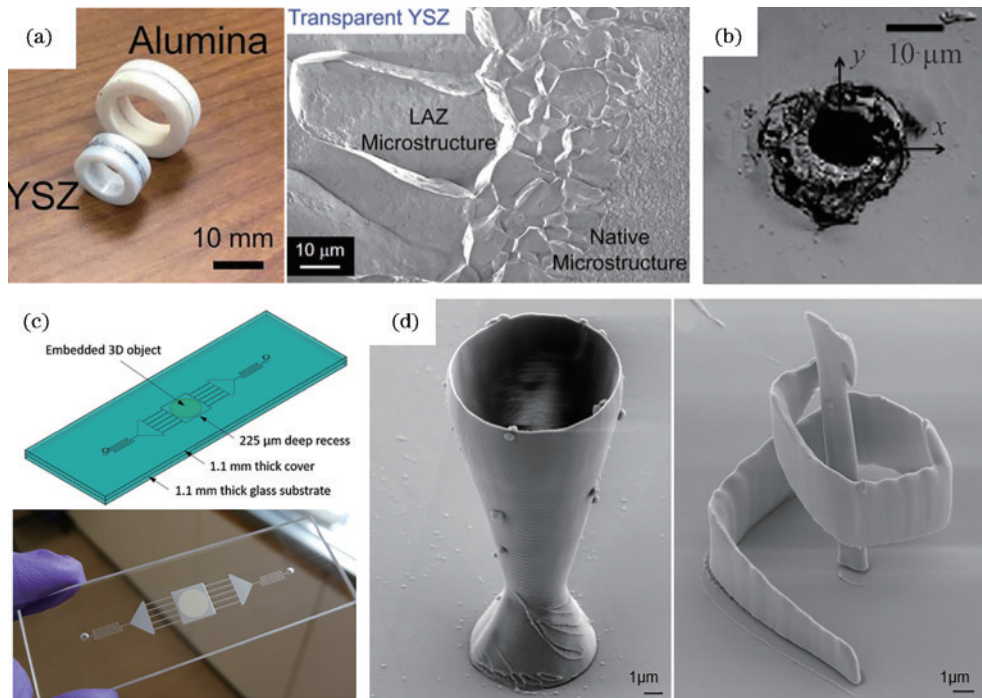 (a)
Alumina
YSZ
10 mm
Transparent YSZ
LAZ
Microstructure
10 μm
Native
Microstructure
(b)
10 μm
y
x
(c)
Embedded 3D object
225 μm deep recess
1.1 mm thick cover
1.1 mm thick glass substrate
(d)
1μm
1μm